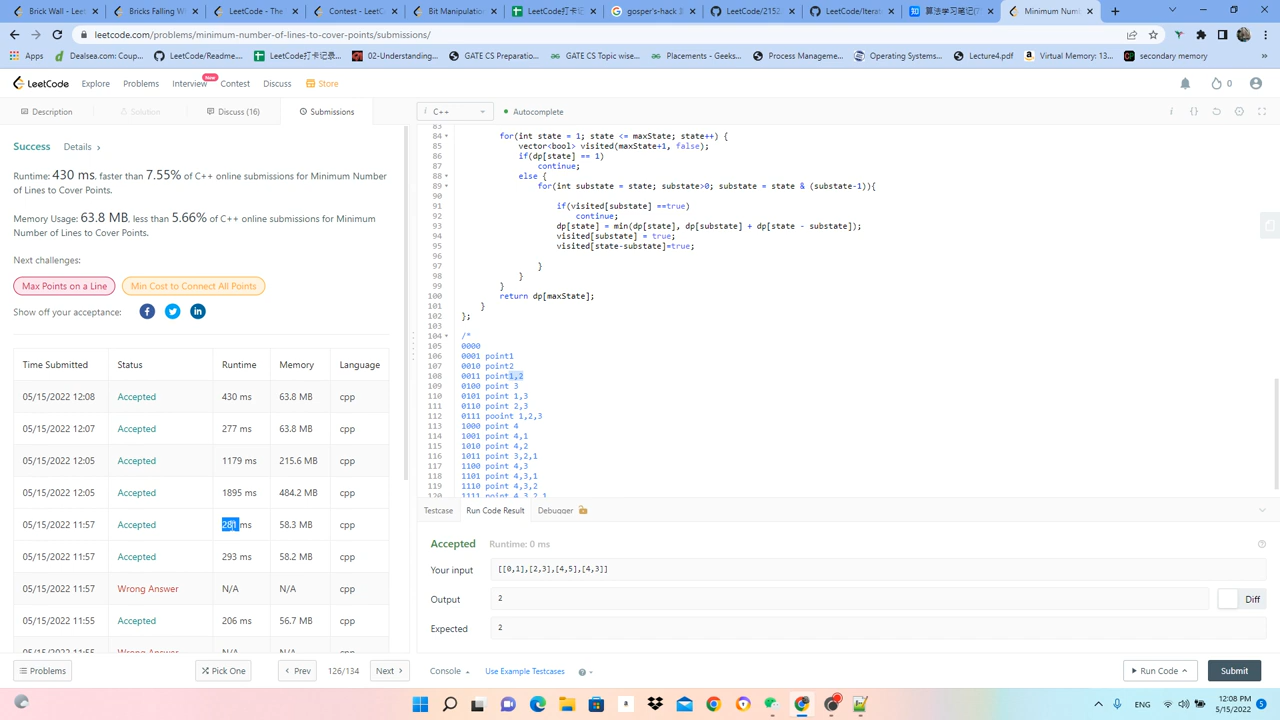 Brick Wall - Leet
Brick Falling W
LeetCode - The
Contest - LeetC
Bit Manipulatio
LeetCode打卡记
gosper's-hack 新
LeetCode/2152
LeetCode/Iterat
算法学习笔记(7
Minimum Numb
leetcode.com/problems/minimum-number-of-lines-to-cover-points/submissions/
Apps
Dealsea.com: Coup...
LeetCode/Readme...
LeetCode打卡记录...
02-Understanding...
GATE CS Preparatio...
GATE CS Topic wise...
Placements - Geeks...
Process Manageme...
Operating Systems...
Lecture4.pdf
Virtual Memory: 13...
secondary memory
LeetCode
Explore
Problems
Interview
New
Contest
Discuss
Store
0
Description
Solution
Discuss (16)
Submissions
i C++
Autocomplete
Success Details >
Runtime: 430 ms, faster than 7.55% of C++ online submissions for Minimum Number
of Lines to Cover Points.
Memory Usage: 63.8 MB, less than 5.66% of C++ online submissions for Minimum
Number of Lines to Cover Points.
Next challenges:
Max Points on a Line
Min Cost to Connect All Points
Show off your acceptance:
Time Submitted Status Runtime Memory Language
05/15/2022 12:08 Accepted 430 ms 63.8 MB cpp
05/15/2022 12:07 Accepted 277 ms 63.8 MB cpp
05/15/2022 12:05 Accepted 1179 ms 215.6 MB cpp
05/15/2022 12:05 Accepted 1895 ms 484.2 MB cpp
05/15/2022 11:57 Accepted 281 ms 58.3 MB cpp
05/15/2022 11:57 Accepted 293 ms 58.2 MB cpp
05/15/2022 11:57 Wrong Answer N/A N/A cpp
05/15/2022 11:55 Accepted 206 ms 56.7 MB cpp
05/15/2022 11:55 Wrong Answer N/A N/A cpp
83
84 for(int state = 1; state <= maxState; state++) {
85 vector<bool> visited(maxState+1, false);
86 if(dp[state] == 1)
87 continue;
88 else {
89 for(int substate = state; substate>0; substate = state & (substate-1)){
90
91 if(visited[substate] ==true)
92 continue;
93 dp[state] = min(dp[state], dp[substate] + dp[state - substate]);
94 visited[substate] = true;
95 visited[state-substate]=true;
96
97 }
98 }
99 }
100 return dp[maxState];
101 }
102 };
103
104 /*
105 0000
106 0001 point1
107 0010 point2
108 0011 point1,2
109 0100 point 3
110 0101 point 1,3
111 0110 point 2,3
112 0111 pooint 1,2,3
113 1000 point 4
114 1001 point 4,1
115 1010 point 4,2
116 1011 point 3,2,1
117 1100 point 4,3
118 1101 point 4,3,1
119 1110 point 4,3,2
120 1111 point 4,3,2,1
Testcase
Run Code Result
Debugger
Accepted Runtime: 0 ms
Your input [[0,1],[2,3],[4,5],[4,3]]
Output 2 Diff
Expected 2
Problems
Pick One
< Prev 126/134 Next >
Console
Use Example Testcases
Run Code
Submit
ENG
12:08 PM
5/15/2022
5